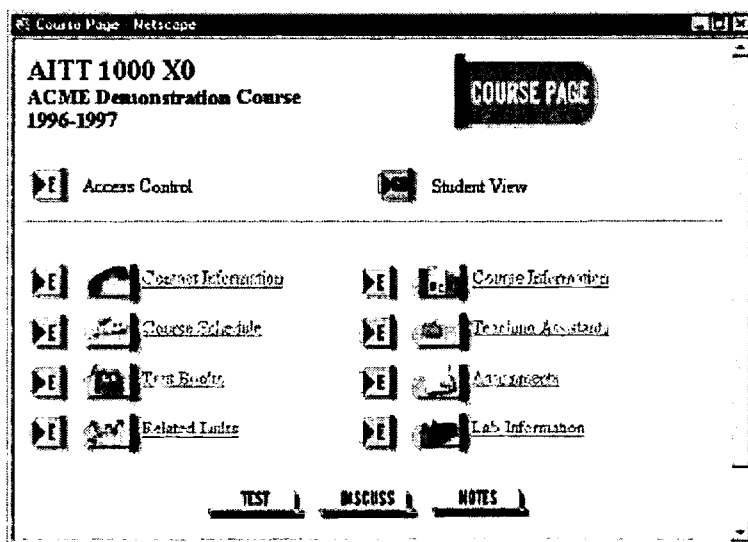 Course Page - Netscape
AITT 1000 X0
ACME Demonstration Course
1996-1997
COURSE PAGE
E Access Control
Student View
E Contact Information
E Course Information
E Course Schedule
E Teaching Assistants
E Text Books
E Assignments
E Related Links
E Lab Information
TEST DISCUSS NOTES